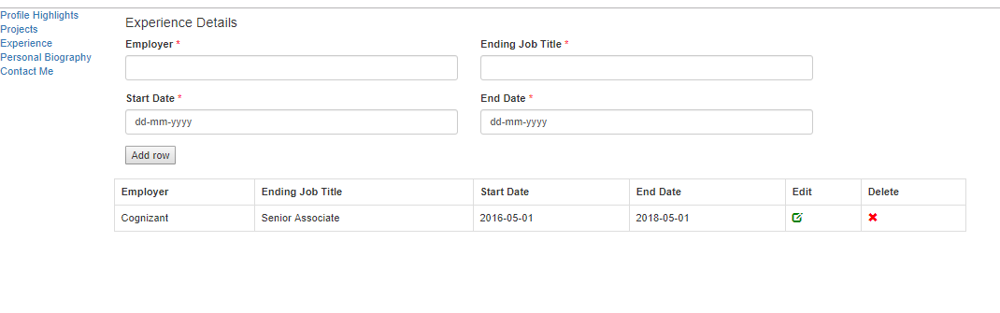 Profile Highlights
Projects
Experience
Personal Biography
Contact Me
Experience Details
Employer * Ending Job Title *
Start Date * End Date *
dd-mm-yyyy dd-mm-yyyy
Add row
Employer Ending Job Title Start Date End Date Edit Delete
Cognizant Senior Associate 2016-05-01 2018-05-01